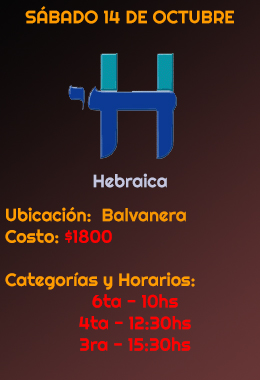 SÁBADO 14 DE OCTUBRE
Hebraica
Ubicación: Balvanera
Costo: $1800
Categorías y Horarios:
6ta - 10hs
4ta - 12:30hs
3ra - 15:30hs